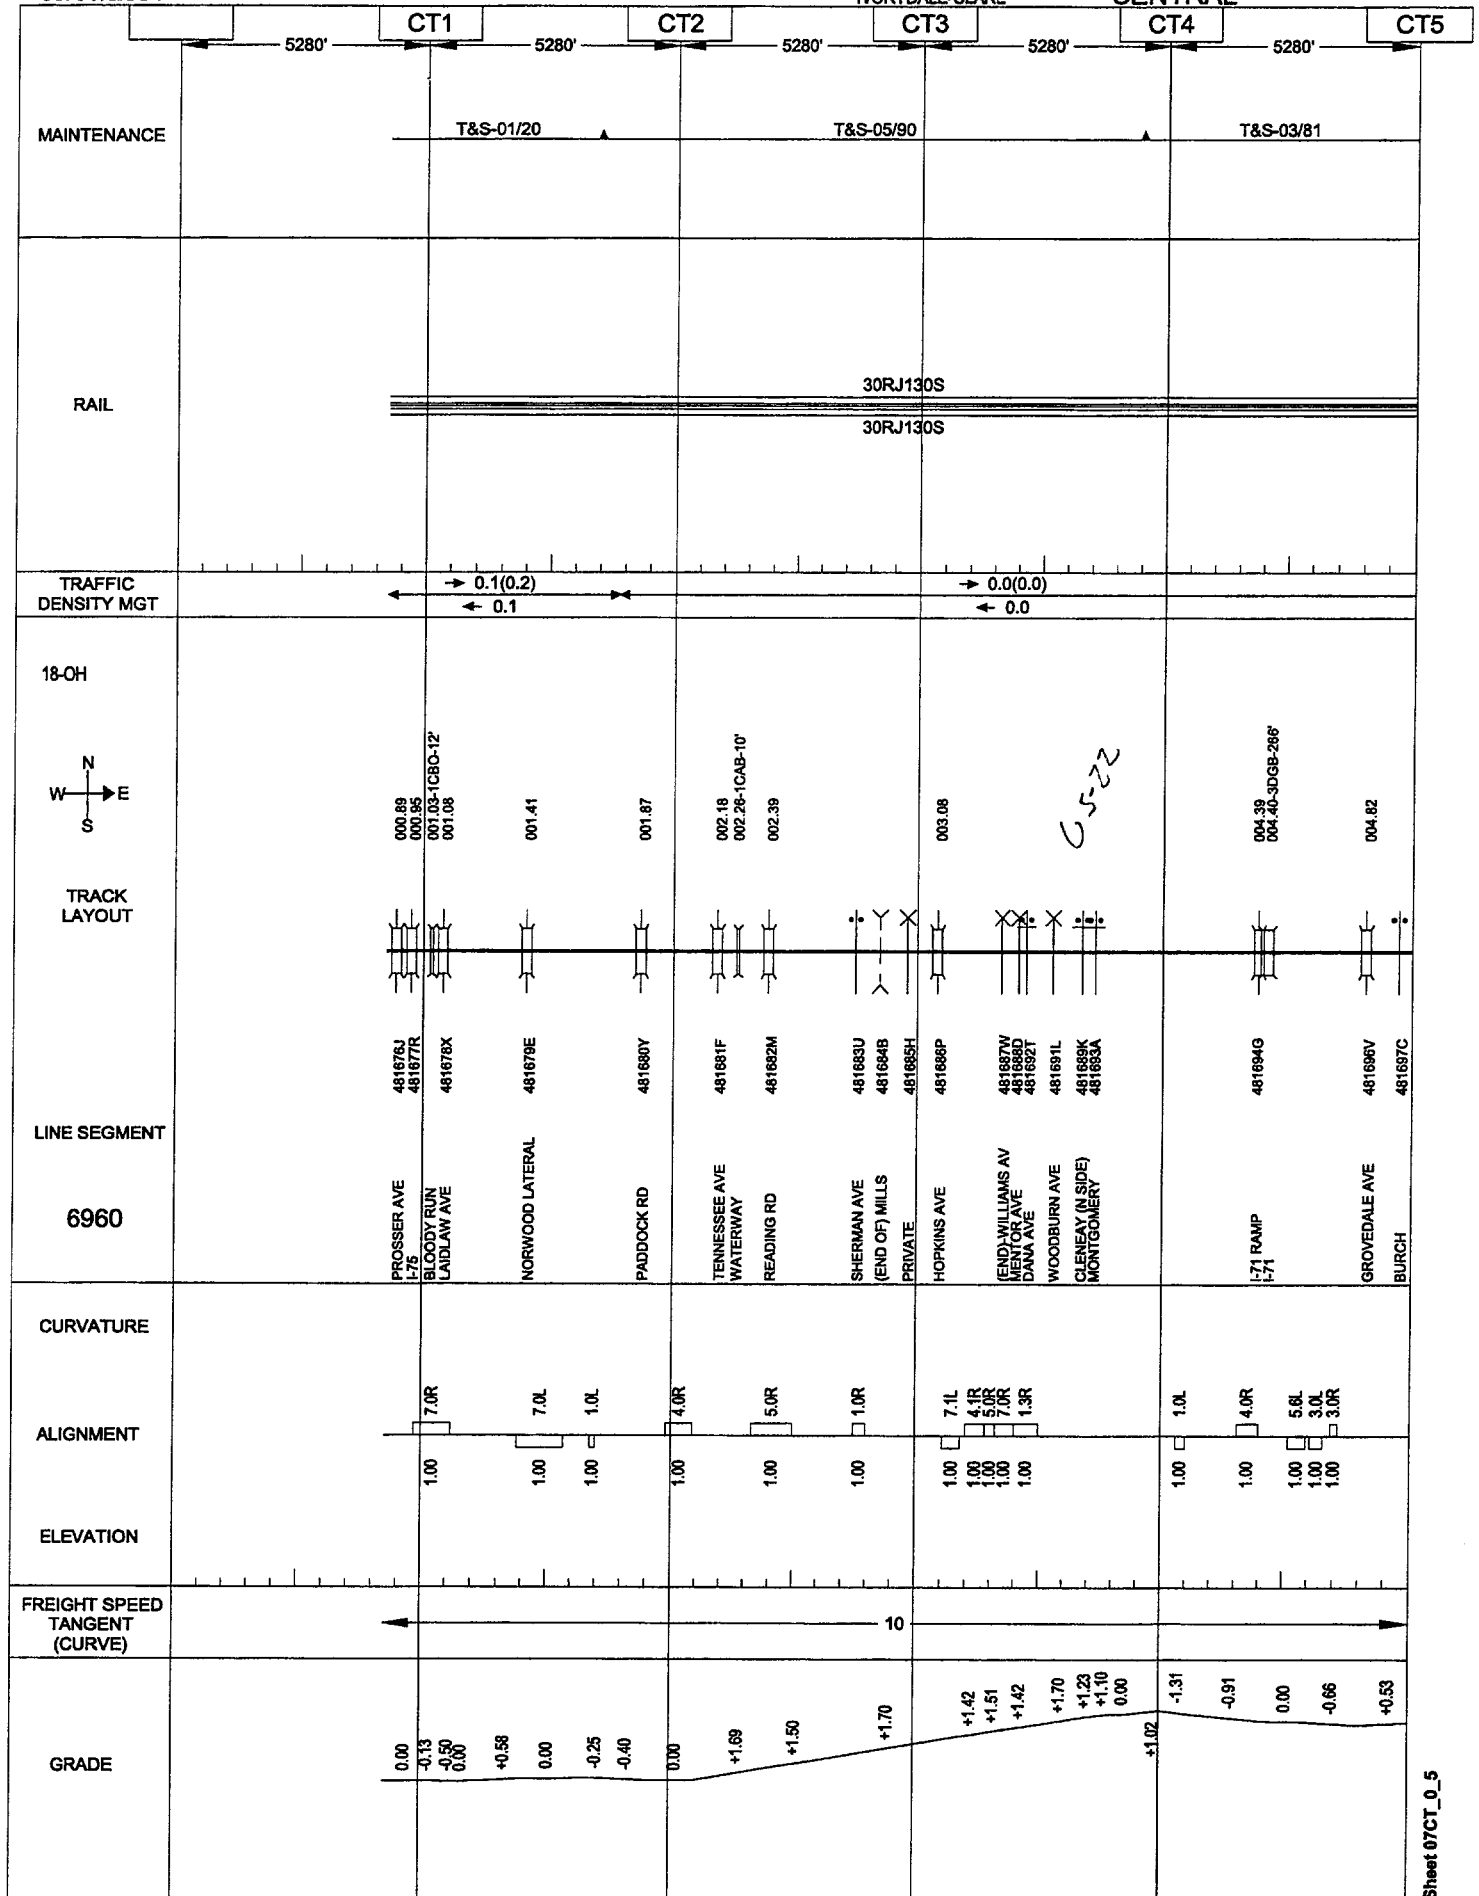 CENTRAL
CT1 CT2 CT3 CT4 CT5
5280' 5280' 5280' 5280' 5280'
MAINTENANCE
T&S-01/20 T&S-05/90 T&S-03/81
RAIL
30RJ130S
30RJ130S
TRAFFIC
DENSITY MGT
0.1(0.2) 0.0(0.0)
0.1 0.0
18-OH
N
W E
S
000.89
000.95
001.03-1CBO-12'
001.08
001.41
001.87
002.18
002.26-1CAB-10'
002.39
003.08
5-22
004.39
004.40-3DGB-266'
004.82
TRACK
LAYOUT
481676J
481677R
481678X
481679E
481680Y
481681F
481682M
481683U
481684B
481685H
481686P
481687W
481688D
481692T
481691L
481689K
481693A
481694G
481696V
481697C
LINE SEGMENT
6960
PROSSER AVE
I-75
BLOODY RUN
LAIDLAW AVE
NORWOOD LATERAL
PADDOCK RD
TENNESSEE AVE
WATERWAY
READING RD
SHERMAN AVE
(END OF) MILLS
PRIVATE
HOPKINS AVE
(END)-WILLIAMS AV
MENTOR AVE
DANA AVE
WOODBURN AVE
CLENEAY (N SIDE)
MONTGOMERY
I-71 RAMP
I-71
GROVEDALE AVE
BURCH
CURVATURE
ALIGNMENT
7.0R 7.0L 1.0L 4.0R 5.0R 1.0R 7.1L 4.1R 5.0R 7.0R 1.3R 1.0L 4.0R 5.6L 3.0L 3.0R
1.00 1.00 1.00 1.00 1.00 1.00 1.00 1.00 1.00 1.00 1.00 1.00 1.00 1.00 1.00 1.00
ELEVATION
FREIGHT SPEED
TANGENT
(CURVE)
10
GRADE
0.00 -0.13 -0.50 0.00 +0.58 0.00 -0.25 -0.40 0.00 +1.69 +1.50 +1.70 +1.42 +1.51 +1.42 +1.70 +1.23 +1.10 0.00 +1.02 -1.31 -0.91 0.00 -0.66 +0.53
Sheet 07CT_0_5